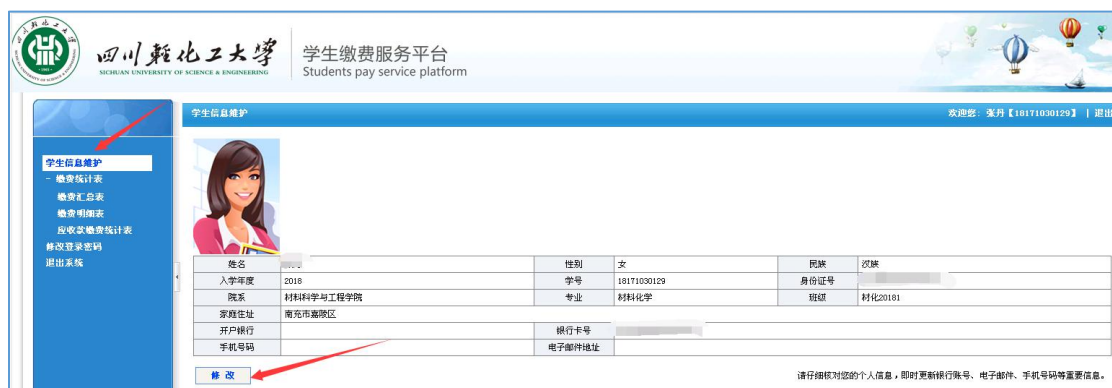 四川轻化工大学
SICHUAN UNIVERSITY OF SCIENCE & ENGINEERING
学生缴费服务平台
Students pay service platform
学生信息维护
欢迎您：张丹【18171030129】 | 退出
学生信息维护
- 缴费统计表
缴费汇总表
缴费明细表
应收款缴费统计表
修改登录密码
退出系统
姓名 性别 女 民族 汉族
入学年度 2018 学号 18171030129 身份证号
院系 材料科学与工程学院 专业 材料化学 班级 材化20181
家庭住址 南充市嘉陵区
开户银行 银行卡号
手机号码 电子邮件地址
修 改
请仔细核对您的个人信息，即时更新银行账号、电子邮件、手机号码等重要信息。